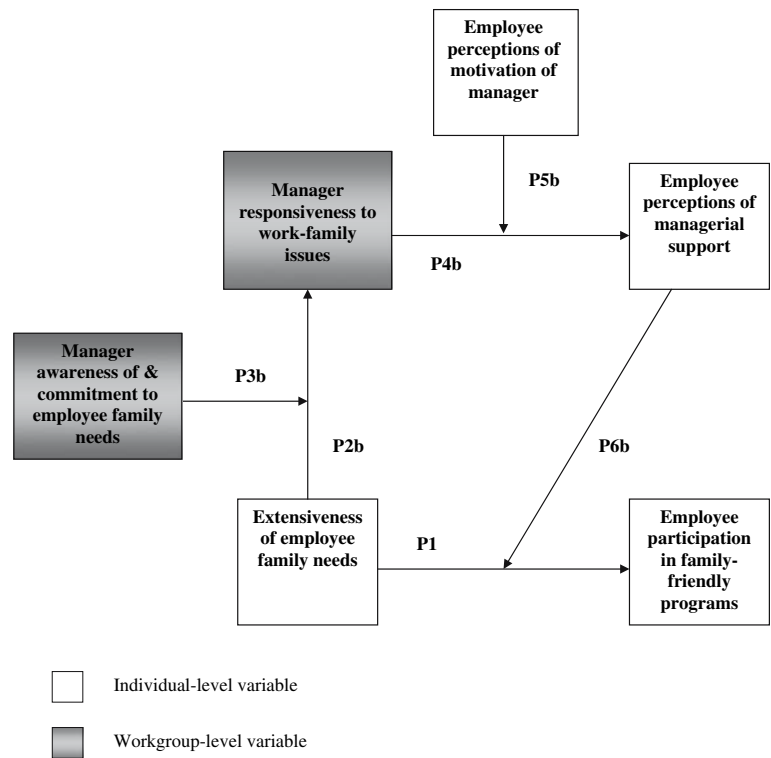 Employee
perceptions of
motivation of
manager
P5b
Manager
responsiveness to
work-family
issues
Employee
perceptions of
managerial
support
P4b
Manager
awareness of &
commitment to
employee family
needs
P3b
P2b
P6b
Extensiveness
of employee
family needs
P1
Employee
participation
in family-
friendly
programs
Individual-level variable
Workgroup-level variable